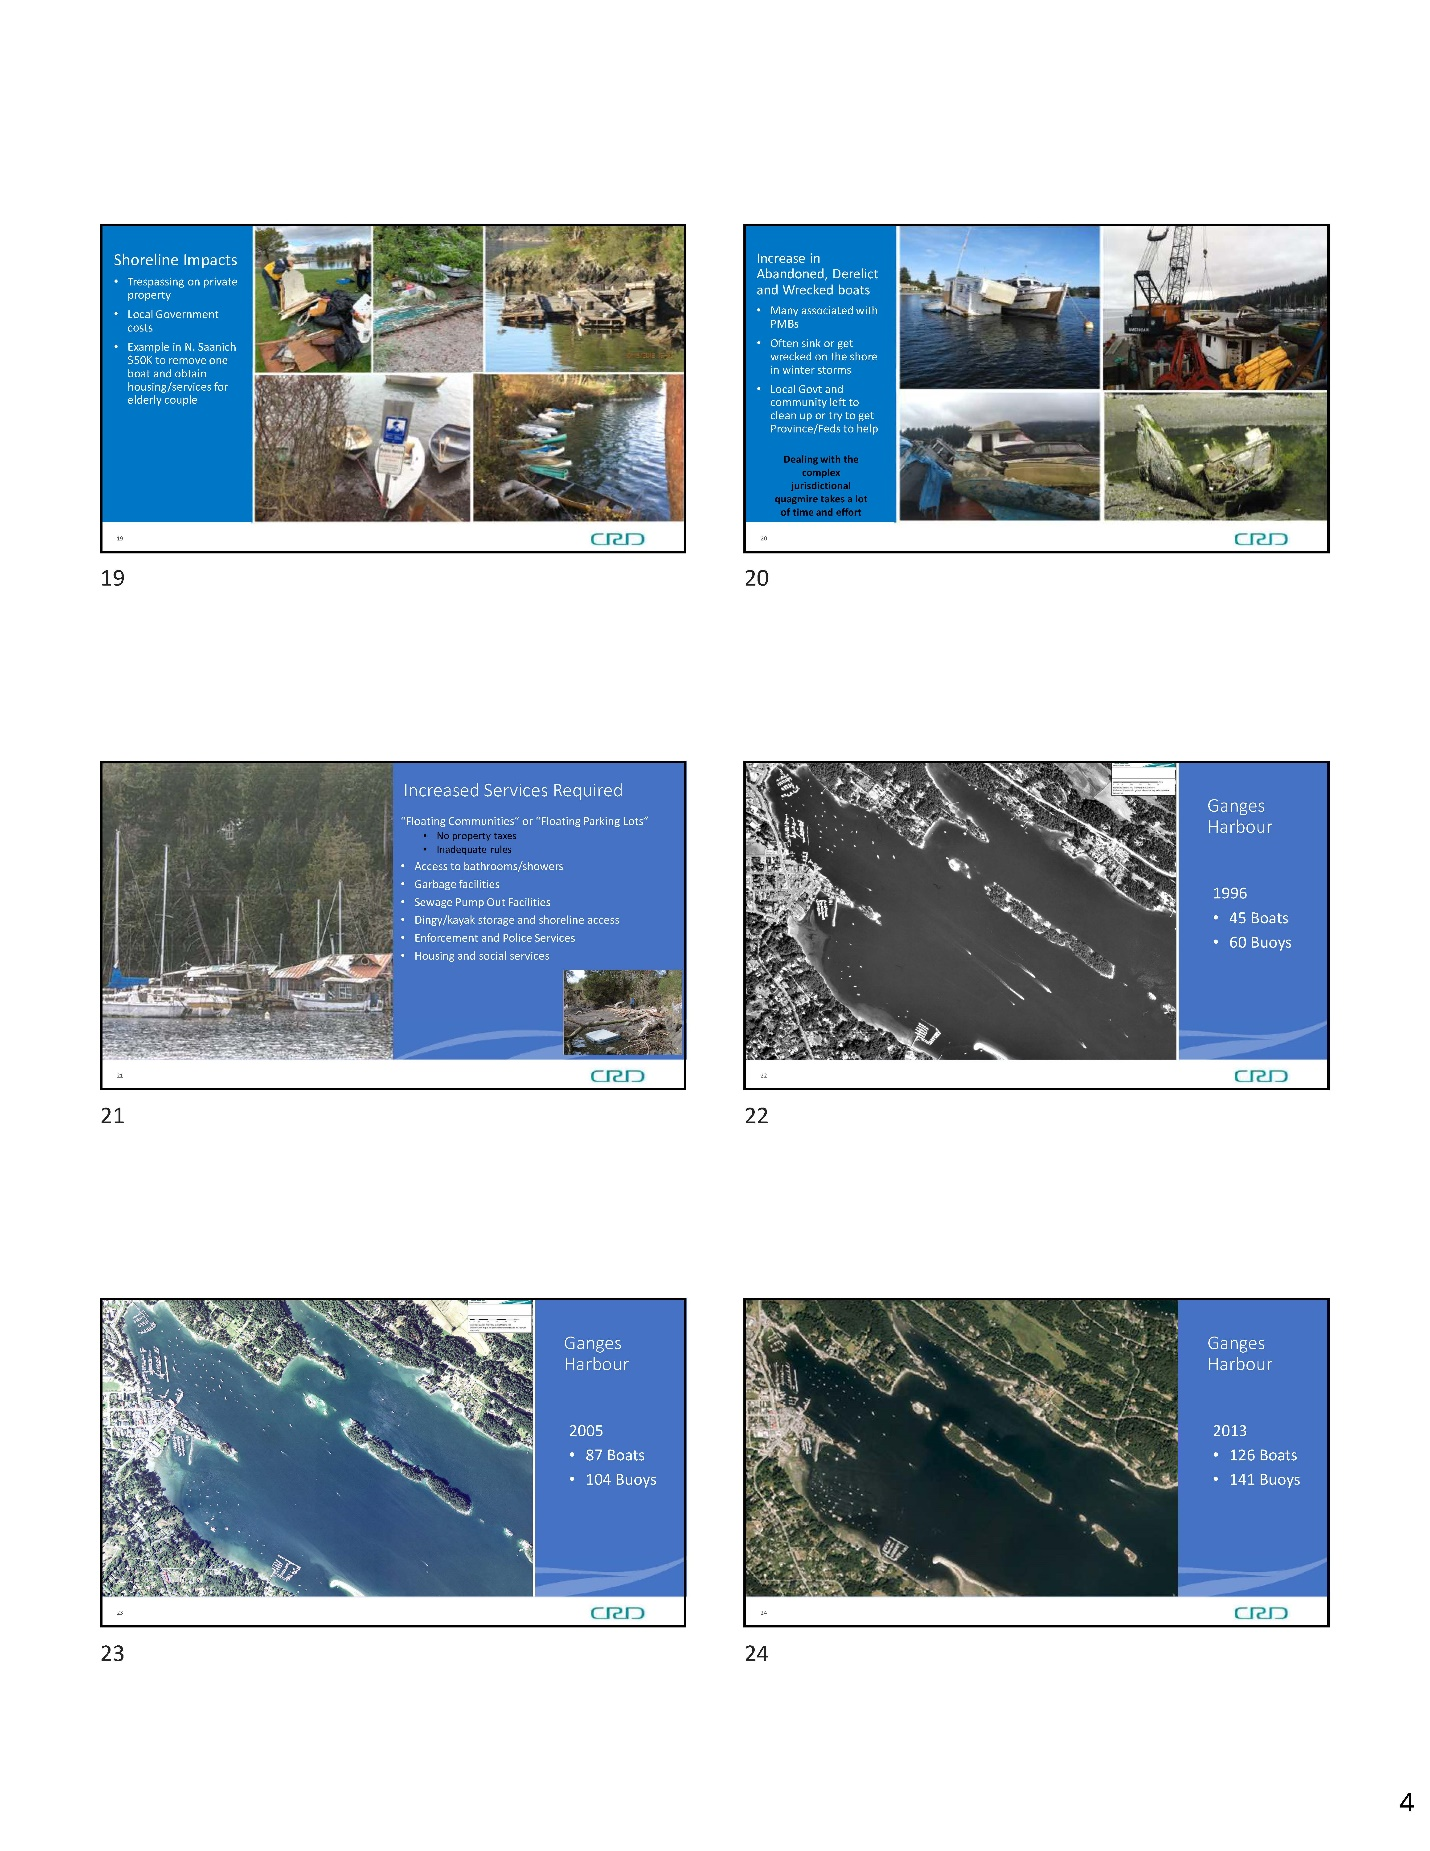 Shoreline Impacts
• Trespassing on private
property
• Local Government
costs
• Example in N. Saanich
$50K to remove one
boat and obtain
housing/services for
elderly couple
19
CRD
19
Increase in
Abandoned, Derelict
and Wrecked boats
• Many associated with
PMBs
• Often sink or get
wrecked on the shore
in winter storms
• Local Govt and
community left to
clean up or try to get
Province/Feds to help
Dealing with the
complex
jurisdictional
quagmire takes a lot
of time and effort
20
CRD
20
Increased Services Required
"Floating Communities" or "Floating Parking Lots"
• No property taxes
• Inadequate rules
• Access to bathrooms/showers
• Garbage facilities
• Sewage Pump Out Facilities
• Dingy/kayak storage and shoreline access
• Enforcement and Police Services
• Housing and social services
21
CRD
21
Ganges
Harbour
1996
• 45 Boats
• 60 Buoys
22
CRD
22
Ganges
Harbour
2005
• 87 Boats
• 104 Buoys
23
CRD
23
Ganges
Harbour
2013
• 126 Boats
• 141 Buoys
24
CRD
24
4